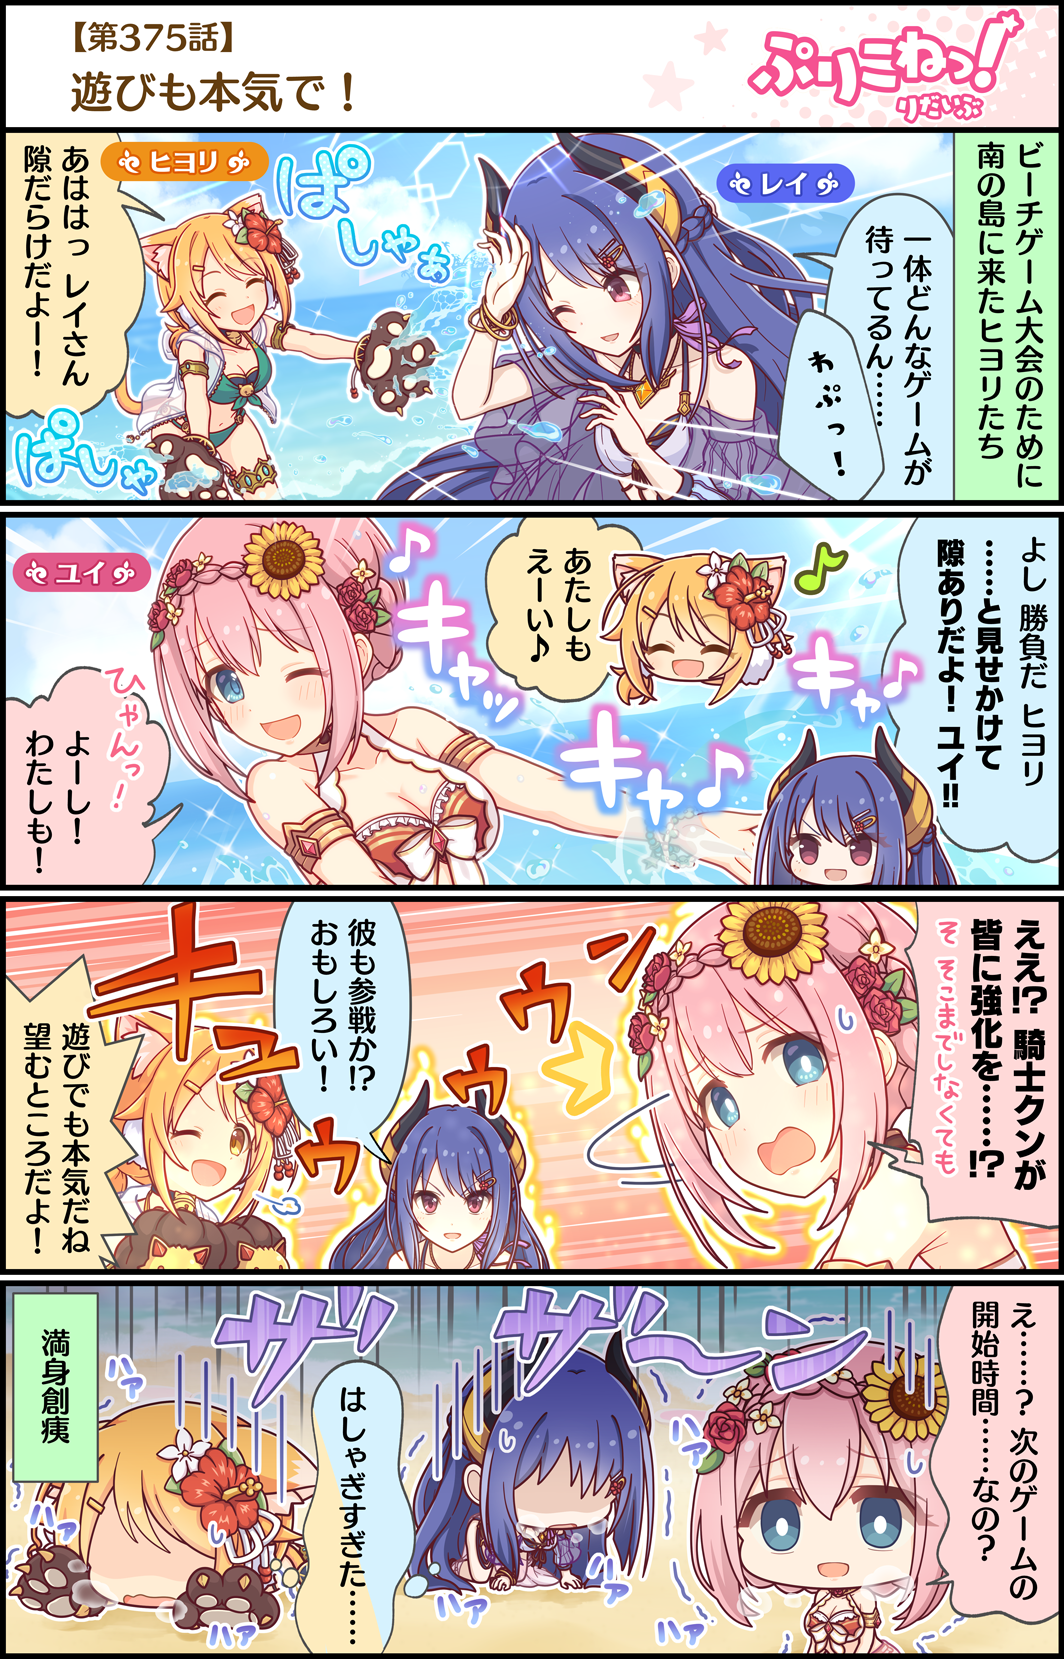 【第375話】
遊びも本気で！
ぷりこねっ！
りだいぶ
ビーチゲーム大会のために
南の島に来たヒヨリたち
レイ
一体どんなゲームが
待ってるん……
わぷっ！
ヒヨリ
ぱしゃぁ
あははっ レイさん
隙だらけだよー！
ぱしゃ
よし 勝負だ ヒヨリ
……と見せかけて
隙ありだよ！ ユイ!!
あたしも
えーい♪
キャッ♪
キャ♪
キャ♪
ユイ
ひゃんっ！
よーし！
わたしも！
ええ!? 騎士クンが
皆に強化を……!?
そ そこまでしなくても
キュウウウン
彼も参戦か!?
おもしろい！
遊びでも本気だね
望むところだよ！
え……？ 次のゲームの
開始時間……なの？
ザザ〜ン
はしゃぎすぎた……
満身創痍
ハァ
ハァ
ハァ
ハァ
ハァ
ハァ
ハァ